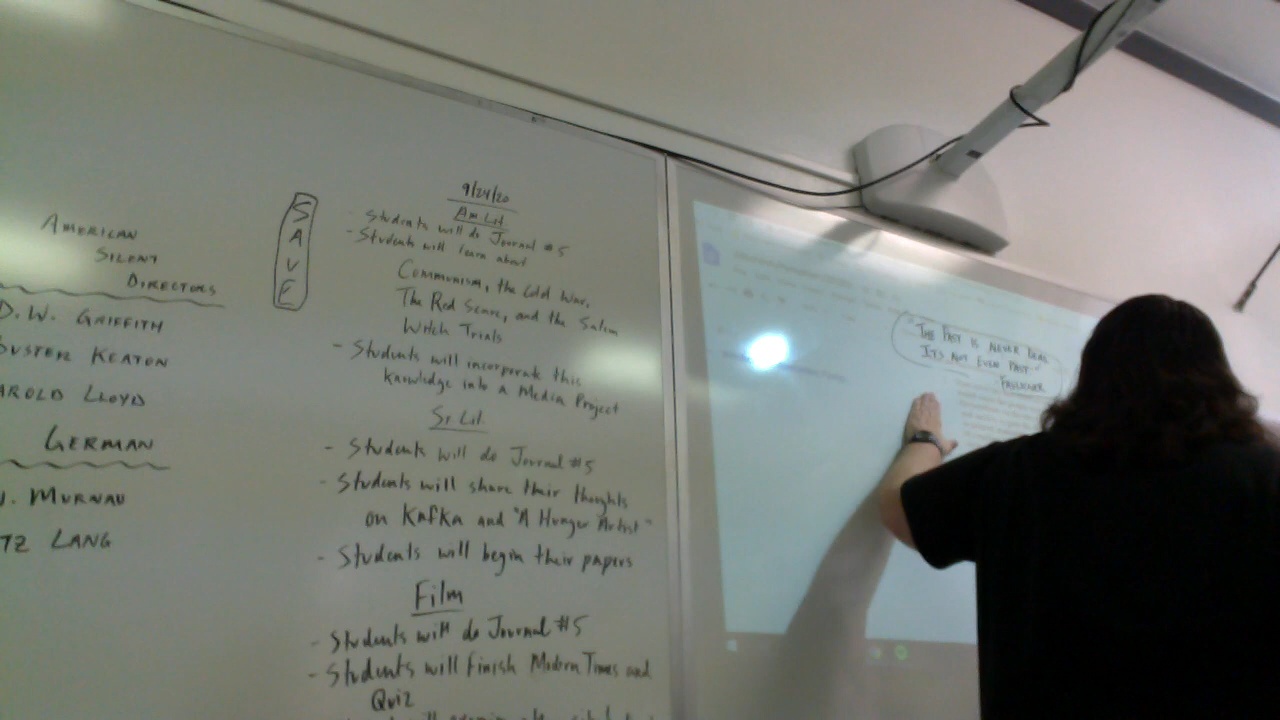 AMERICAN
SILENT
DIRECTORS
D.W. GRIFFITH
BUSTER KEATON
AROLD LLOYD
GERMAN
MURNAU
TZ LANG
SAVE
9/24/20
Am Lit
- Students will do Journal #5
- Students will learn about
Communism, the Cold War,
The Red Scare, and the Salem
Witch Trials
- Students will incorporate this
knowledge into a Media Project
Sr Lit
- Students will do Journal #5
- Students will share their thoughts
on Kafka and "A Hunger Artist"
- Students will begin their papers
Film
- Students will do Journal #5
- Students will finish Modern Times and
Quiz
"THE PAST IS NEVER DEAD.
IT'S NOT EVEN PAST"
FAULKNER